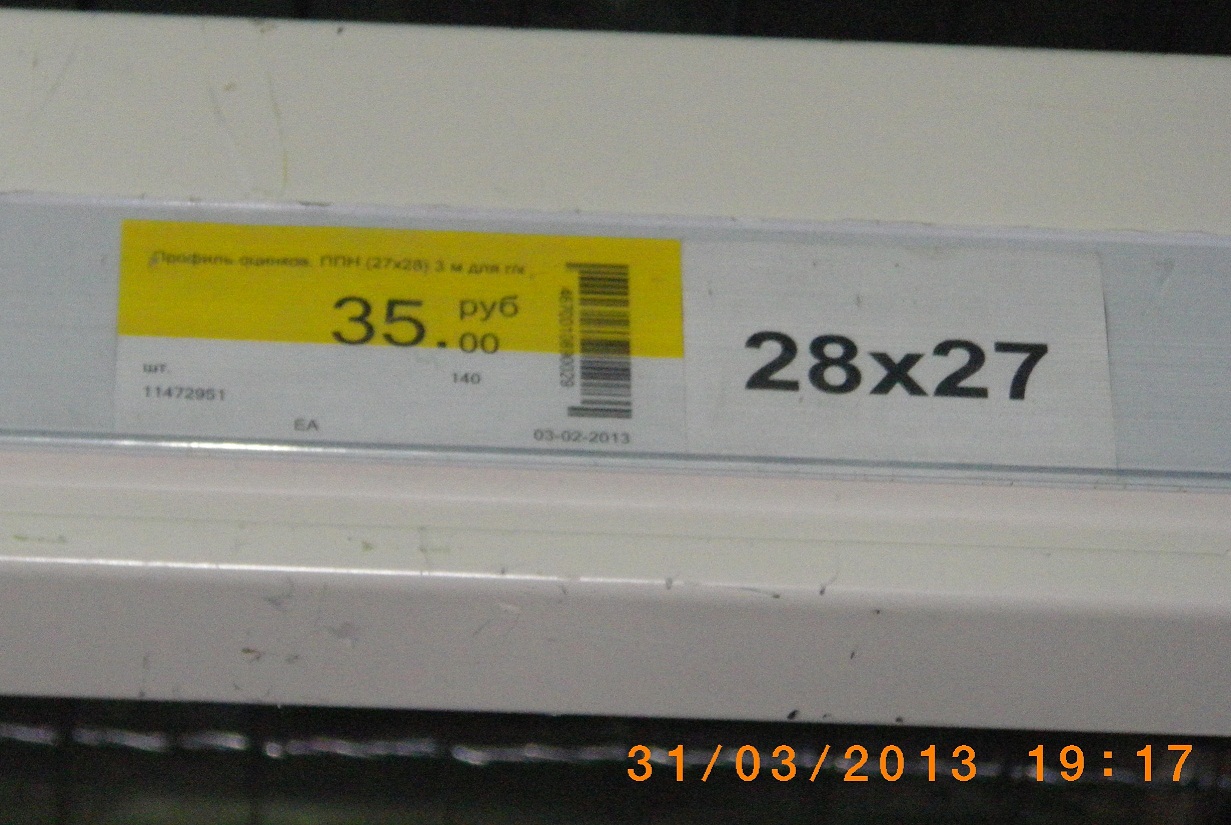 Профиль оцинков. ППН (27х28) 3 м для г/к
35. руб
00
шт.
140
11472951
EA
03-02-2013
28x27
31/03/2013 19:17